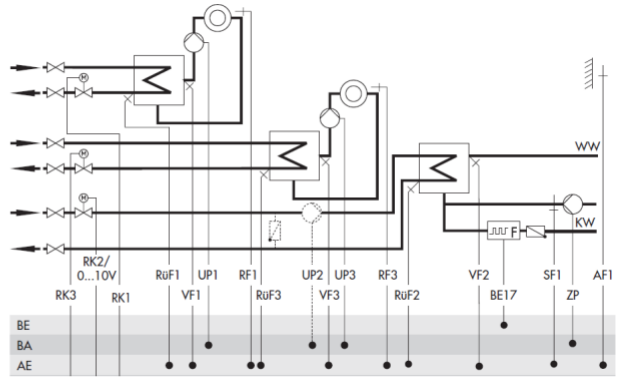 M
M
WW
M
F
KW
RK2/
0...10V
RüF1
UP1
RF1
UP2
UP3
RF3
VF2
SF1
AF1
RK3
RK1
VF1
RüF3
VF3
RüF2
BE17
ZP
BE
BA
AE